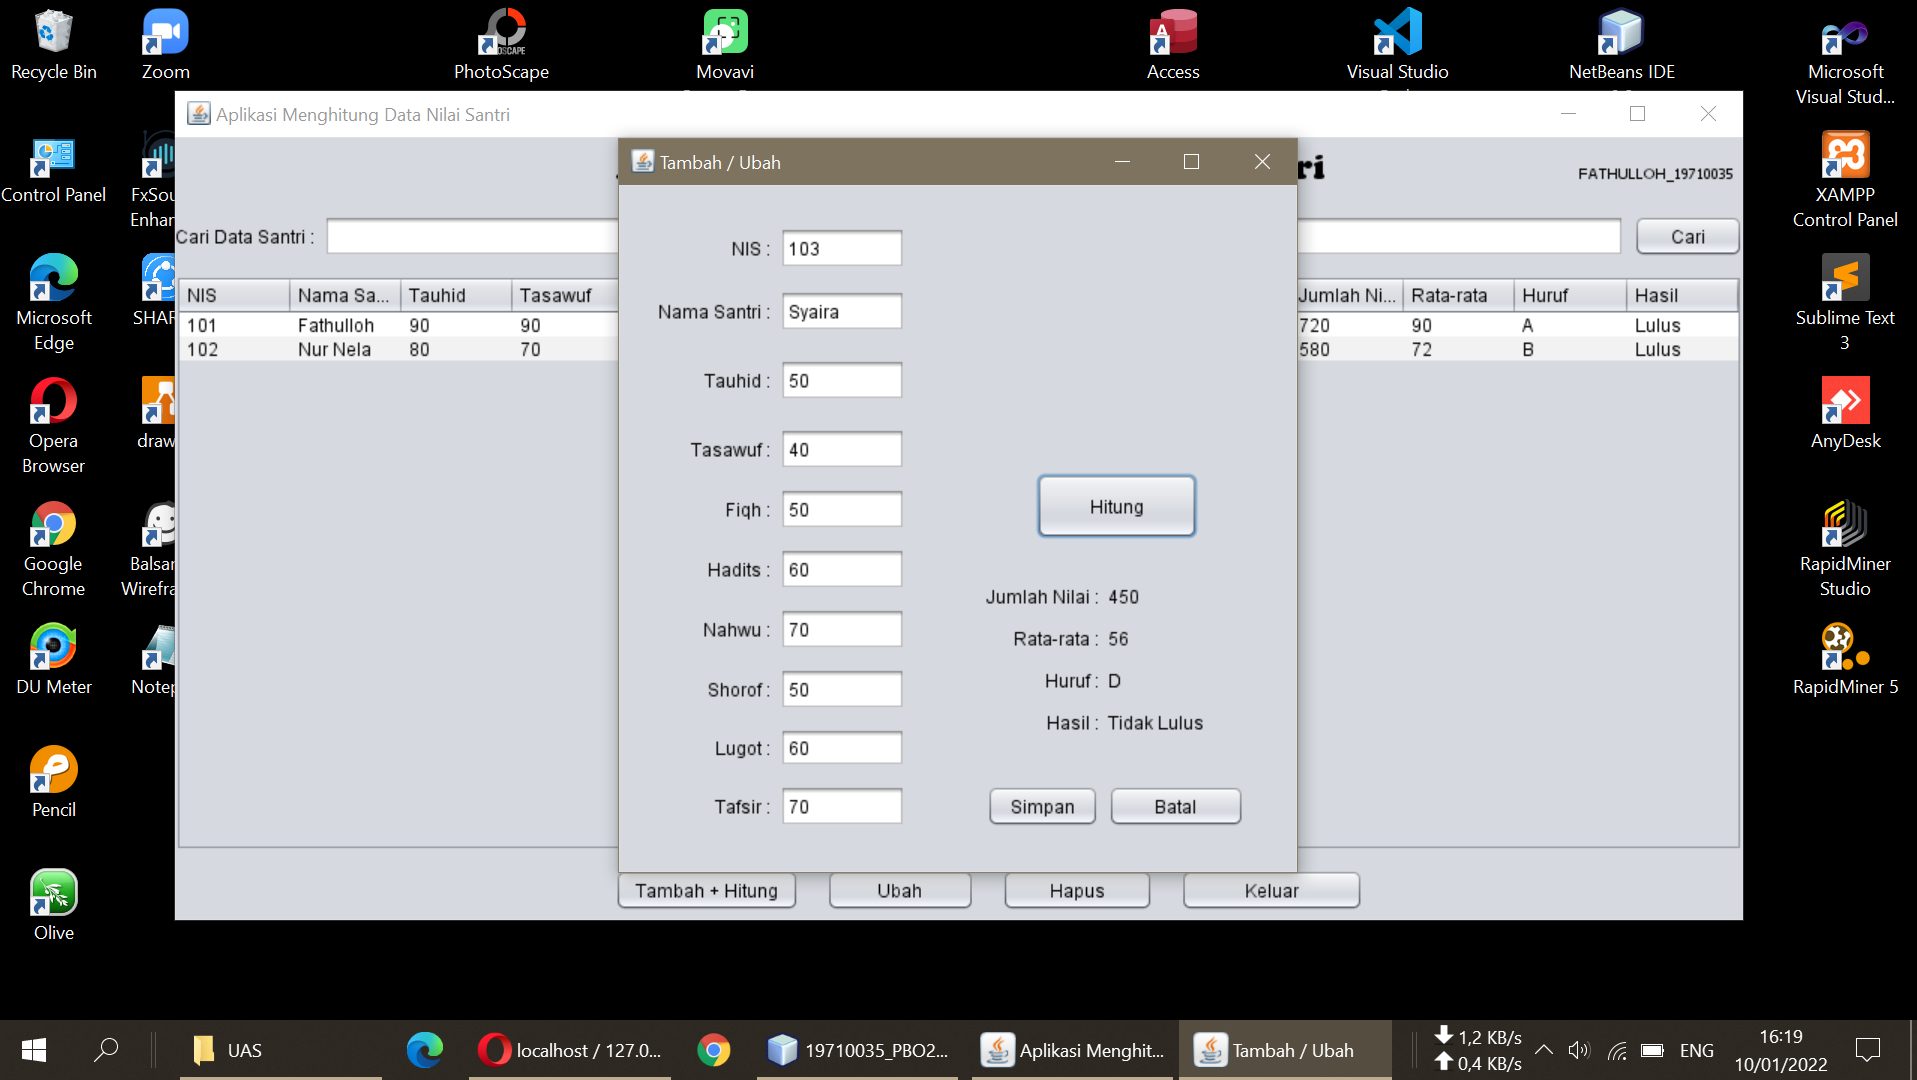 Recycle Bin
Zoom
PhotoScape
Movavi
Access
Visual Studio
NetBeans IDE
Microsoft
Visual Stud...
Control Panel
FxSou
Enhar
XAMPP
Control Panel
Microsoft
Edge
SHAR
Sublime Text
3
Opera
Browser
draw
AnyDesk
Google
Chrome
Balsar
Wirefra
RapidMiner
Studio
DU Meter
Notep
RapidMiner 5
Pencil
Olive
Aplikasi Menghitung Data Nilai Santri
ri
FATHULLOH_19710035
Cari Data Santri :
Cari
NIS Nama Sa... Tauhid Tasawuf Jumlah Ni... Rata-rata Huruf Hasil
101 Fathulloh 90 90 720 90 A Lulus
102 Nur Nela 80 70 580 72 B Lulus
Tambah / Ubah
NIS : 103
Nama Santri : Syaira
Tauhid : 50
Tasawuf : 40
Fiqh : 50
Hadits : 60
Nahwu : 70
Shorof : 50
Lugot : 60
Tafsir : 70
Hitung
Jumlah Nilai : 450
Rata-rata : 56
Huruf : D
Hasil : Tidak Lulus
Simpan Batal
Tambah + Hitung Ubah Hapus Keluar
UAS
localhost / 127.0...
19710035_PBO2...
Aplikasi Menghit...
Tambah / Ubah
1,2 KB/s
0,4 KB/s
ENG
16:19
10/01/2022